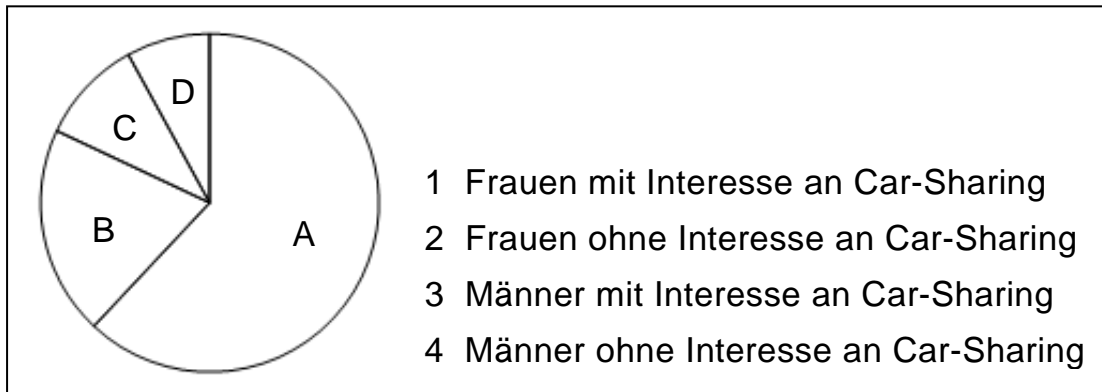 D
C
B
A
1 Frauen mit Interesse an Car-Sharing
2 Frauen ohne Interesse an Car-Sharing
3 Männer mit Interesse an Car-Sharing
4 Männer ohne Interesse an Car-Sharing